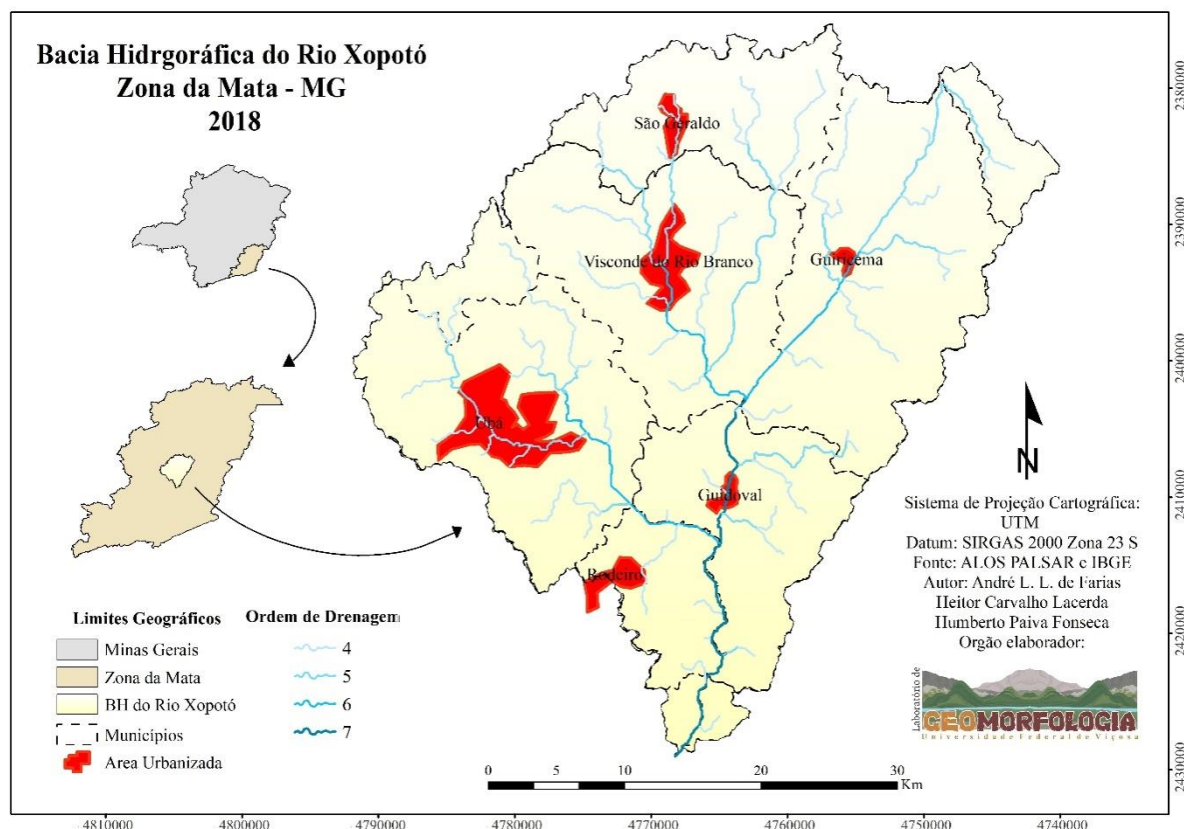 Bacia Hidrgoráfica do Rio Xopotó
Zona da Mata - MG
2018
São Geraldo
Visconde do Rio Branco
Guiricema
Ubá
Guidoval
Rodeiro
N
Sistema de Projeção Cartográfica:
UTM
Datum: SIRGAS 2000 Zona 23 S
Fonte: ALOS PALSAR e IBGE
Autor: André L. L. de Farias
Heitor Carvalho Lacerda
Humberto Paiva Fonseca
Orgão elaborador:
Laboratório de
GEOMORFOLOGIA
Universidade Federal de Viçosa
Limites Geográficos
Minas Gerais
Zona da Mata
BH do Rio Xopotó
Municípios
Area Urbanizada
Ordem de Drenagem
4
5
6
7
0 5 10 20 30
Km
2380000
2390000
2400000
2410000
2420000
2430000
-4810000 -4800000 -4790000 -4780000 -4770000 -4760000 -4750000 -4740000